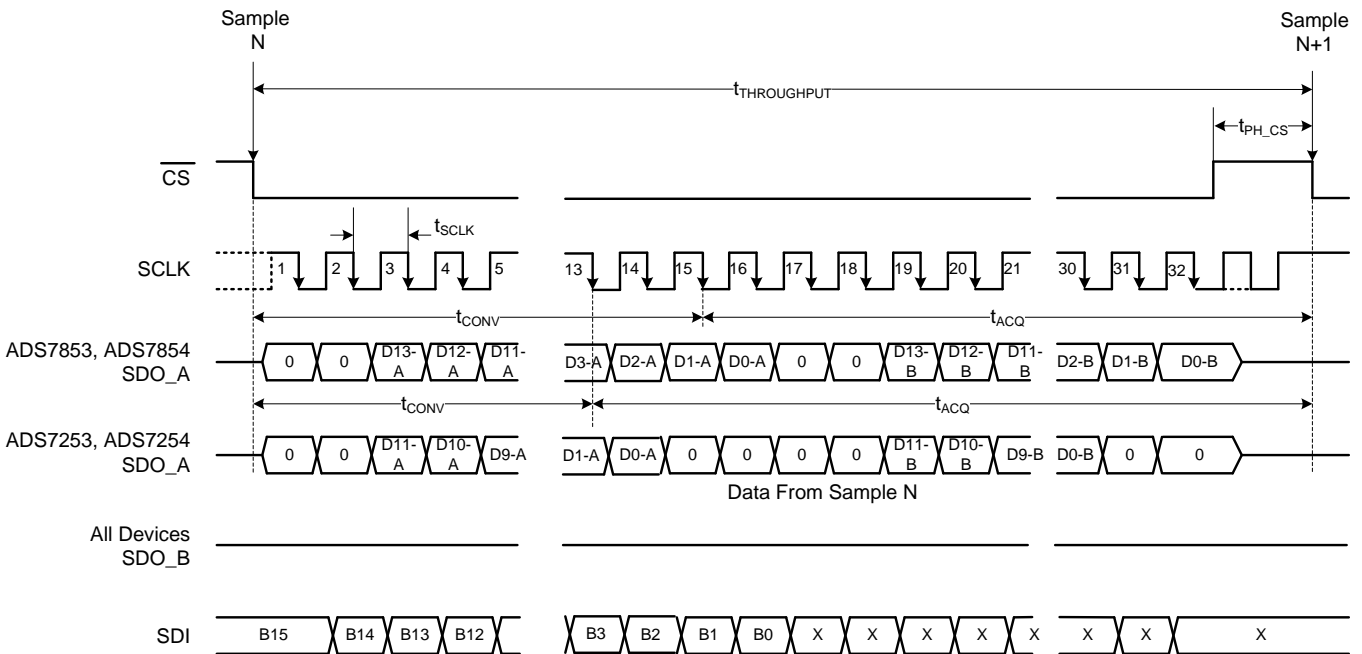 Sample
N
Sample
N+1
tTHROUGHPUT
tPH_CS
CS
tSCLK
SCLK
1 2 3 4 5 13 14 15 16 17 18 19 20 21 30 31 32
tCONV tACQ
ADS7853, ADS7854
SDO_A
0 0 D13-A D12-A D11-A D3-A D2-A D1-A D0-A 0 0 D13-B D12-B D11-B D2-B D1-B D0-B
tCONV tACQ
ADS7253, ADS7254
SDO_A
0 0 D11-A D10-A D9-A D1-A D0-A 0 0 0 0 D11-B D10-B D9-B D0-B 0 0
Data From Sample N
All Devices
SDO_B
SDI
B15 B14 B13 B12 B3 B2 B1 B0 X X X X X X X X